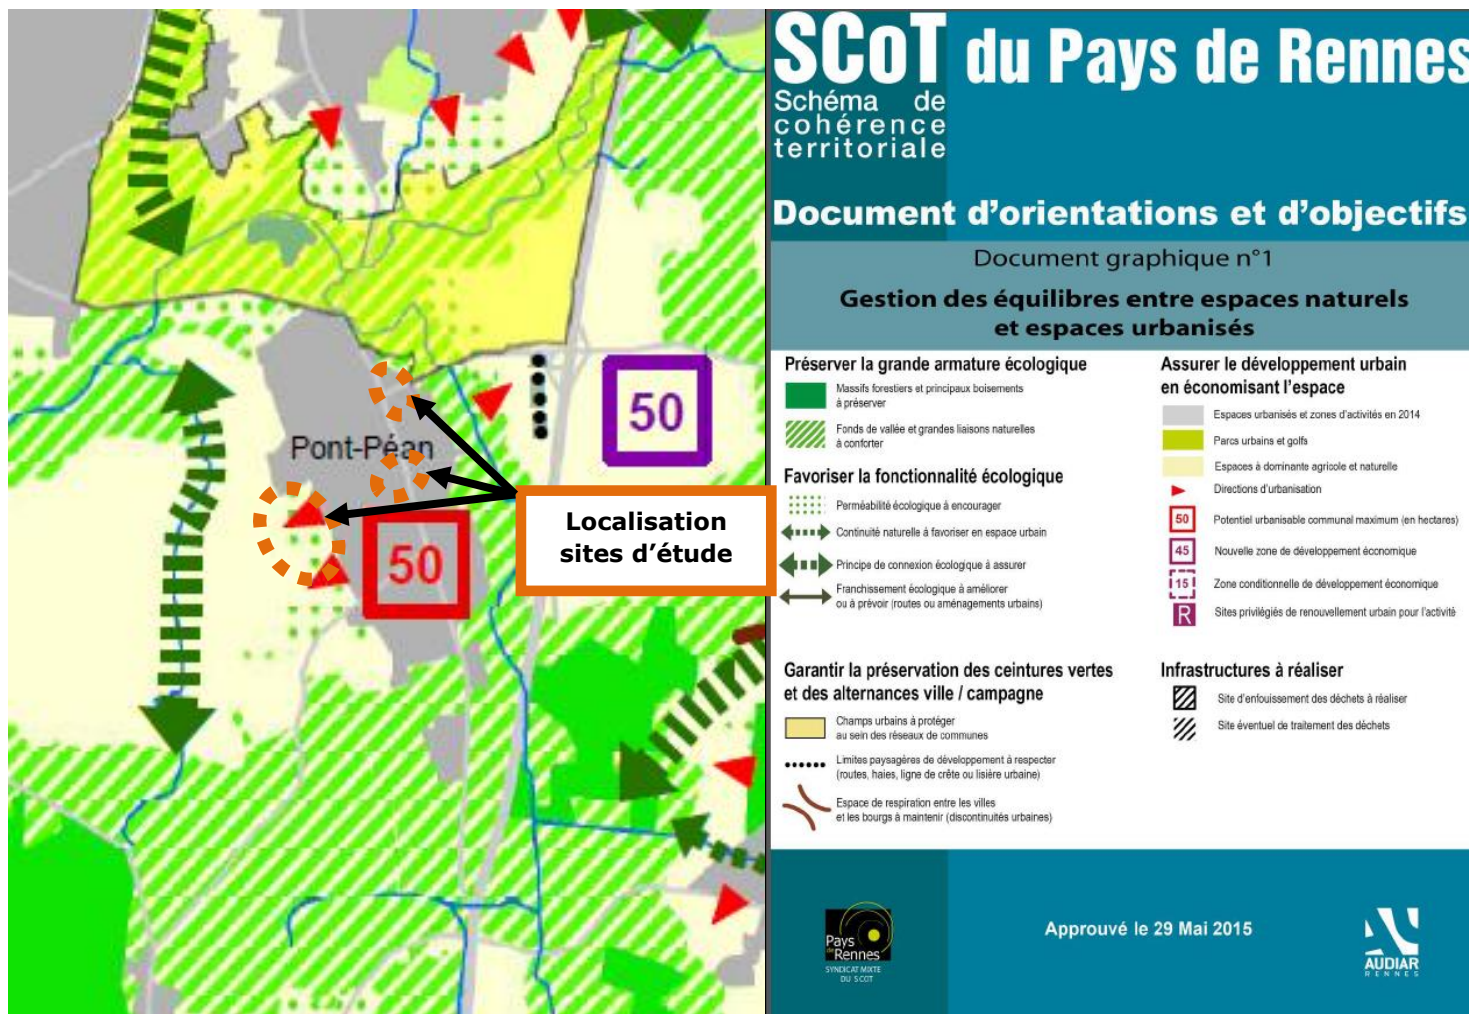 Pont-Péan
50
50
Localisation
sites d'étude
SCoT du Pays de Rennes
Schéma de
cohérence
territoriale
Document d'orientations et d'objectifs
Document graphique n°1
Gestion des équilibres entre espaces naturels
et espaces urbanisés
Préserver la grande armature écologique
Massifs forestiers et principaux boisements
à préserver
Fonds de vallée et grandes liaisons naturelles
à conforter
Favoriser la fonctionnalité écologique
Perméabilité écologique à encourager
Continuité naturelle à favoriser en espace urbain
Principe de connexion écologique à assurer
Franchissement écologique à améliorer
ou à prévoir (routes ou aménagements urbains)
Garantir la préservation des ceintures vertes
et des alternances ville / campagne
Champs urbains à protéger
au sein des réseaux de communes
Limites paysagères de développement à respecter
(routes, haies, ligne de crête ou lisière urbaine)
Espace de respiration entre les villes
et les bourgs à maintenir (discontinuités urbaines)
Assurer le développement urbain
en économisant l'espace
Espaces urbanisés et zones d'activités en 2014
Parcs urbains et golfs
Espaces à dominante agricole et naturelle
Directions d'urbanisation
50 Potentiel urbanisable communal maximum (en hectares)
45 Nouvelle zone de développement économique
15 Zone conditionnelle de développement économique
R Sites privilégiés de renouvellement urbain pour l'activité
Infrastructures à réaliser
Site d'enfouissement des déchets à réaliser
Site éventuel de traitement des déchets
Pays
de Rennes
SYNDICAT MIXTE
DU SCOT
Approuvé le 29 Mai 2015
AUDIAR
RENNES